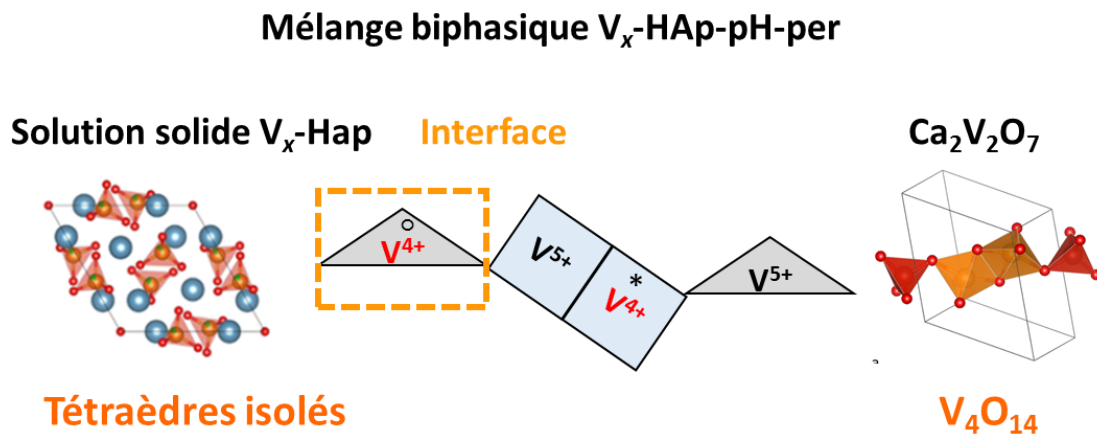 Mélange biphasique Vx-HAp-pH-per
Solution solide Vx-Hap Interface Ca2V2O7
° V4+ V5+ * V4+ V5+
a
Tétraèdres isolés V4O14